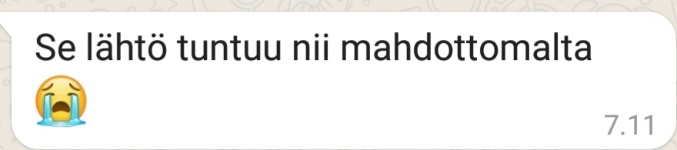 Se lähtö tuntuu nii mahdottomalta
😭
7.11